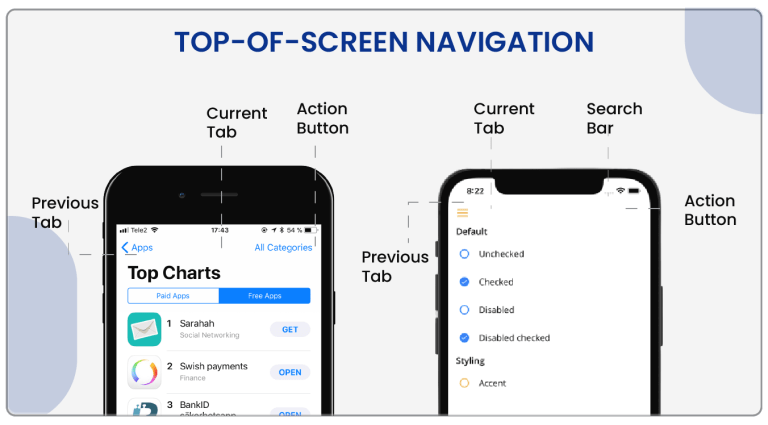 TOP-OF-SCREEN NAVIGATION
Current
Tab
Action
Button
Previous
Tab
Tele2
17:43
54 %
Apps
All Categories
Top Charts
Paid Apps
Free Apps
1 Sarahah
Social Networking
GET
2 Swish payments
Finance
OPEN
3 BankID
OPEN
Current
Tab
Search
Bar
Action
Button
Previous
Tab
8:22
Default
Unchecked
Checked
Disabled
Disabled checked
Styling
Accent